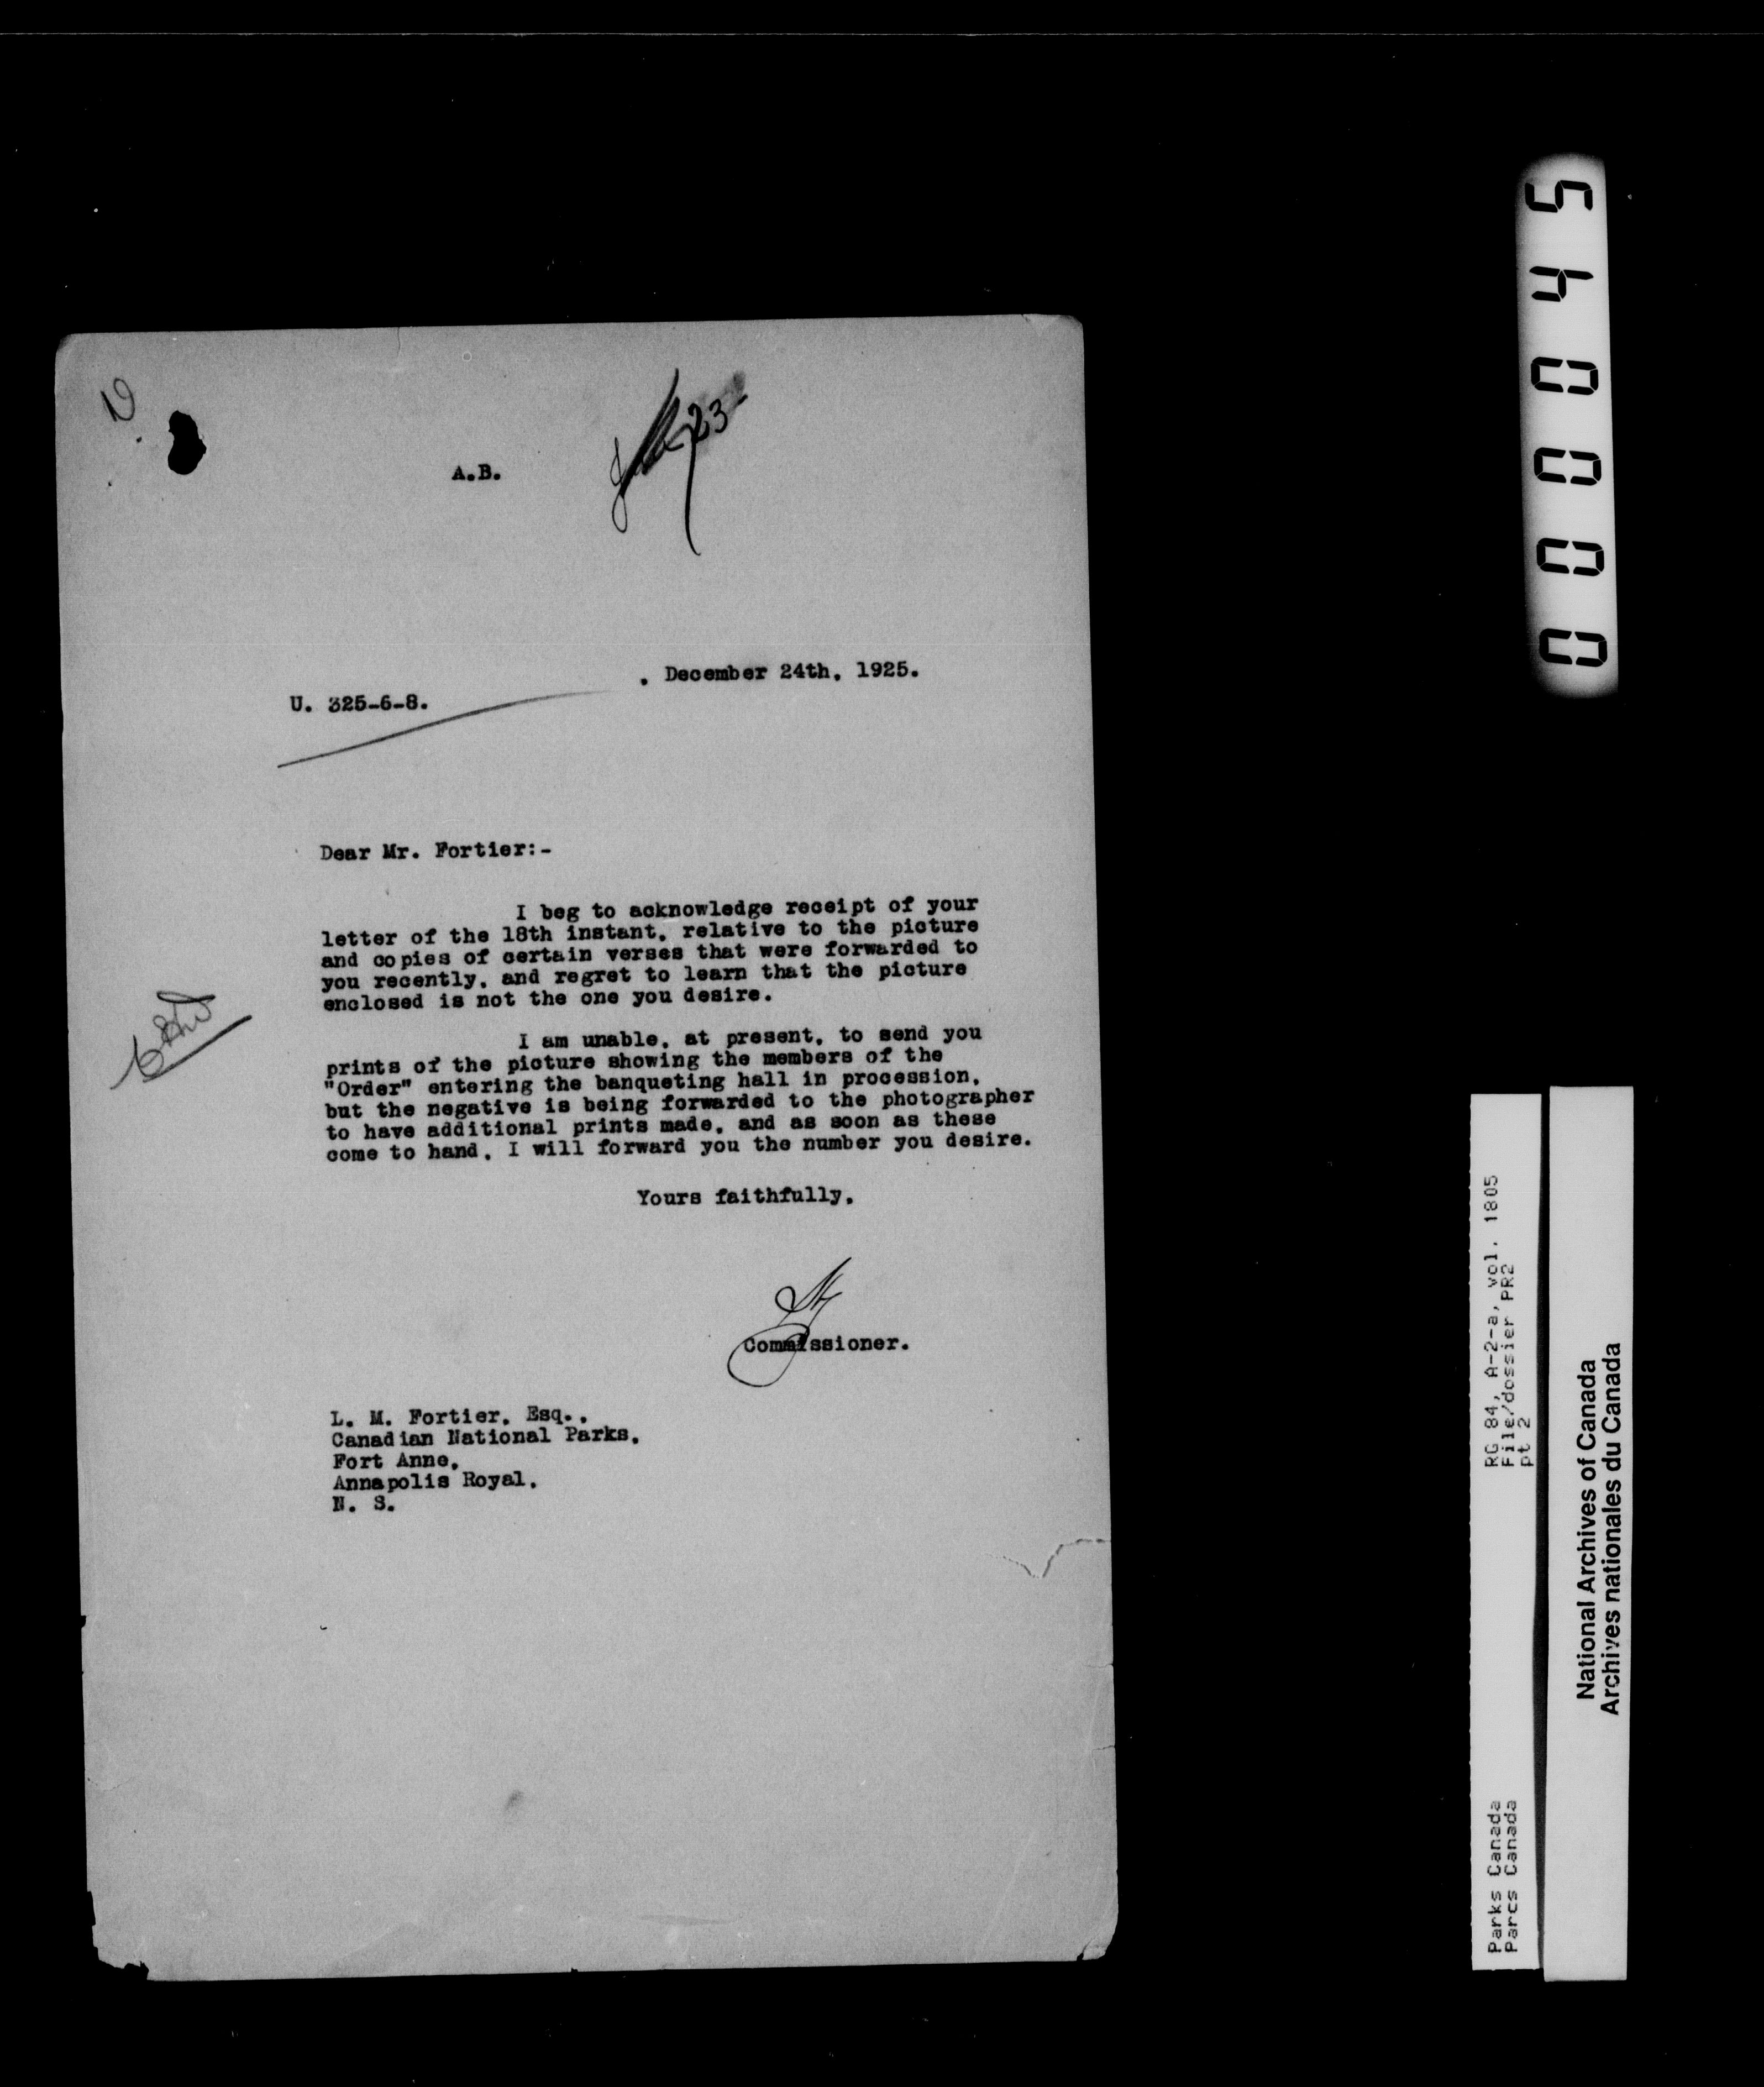 A.B.
23
December 24th, 1925.
U. 325-6-8.
Dear Mr. Fortier:-
I beg to acknowledge receipt of your
letter of the 18th instant, relative to the picture
and copies of certain verses that were forwarded to
you recently, and regret to learn that the picture
enclosed is not the one you desire.
I am unable, at present, to send you
prints of the picture showing the members of the
"Order" entering the banqueting hall in procession,
but the negative is being forwarded to the photographer
to have additional prints made, and as soon as these
come to hand, I will forward you the number you desire.
Yours faithfully,
Commissioner.
L. M. Fortier, Esq.,
Canadian National Parks,
Fort Anne,
Annapolis Royal,
N. S.
000045
RG 84, A-2-a, vol. 1805
File/dossier PR2
pt 2
Parks Canada
Parcs Canada
National Archives of Canada
Archives nationales du Canada